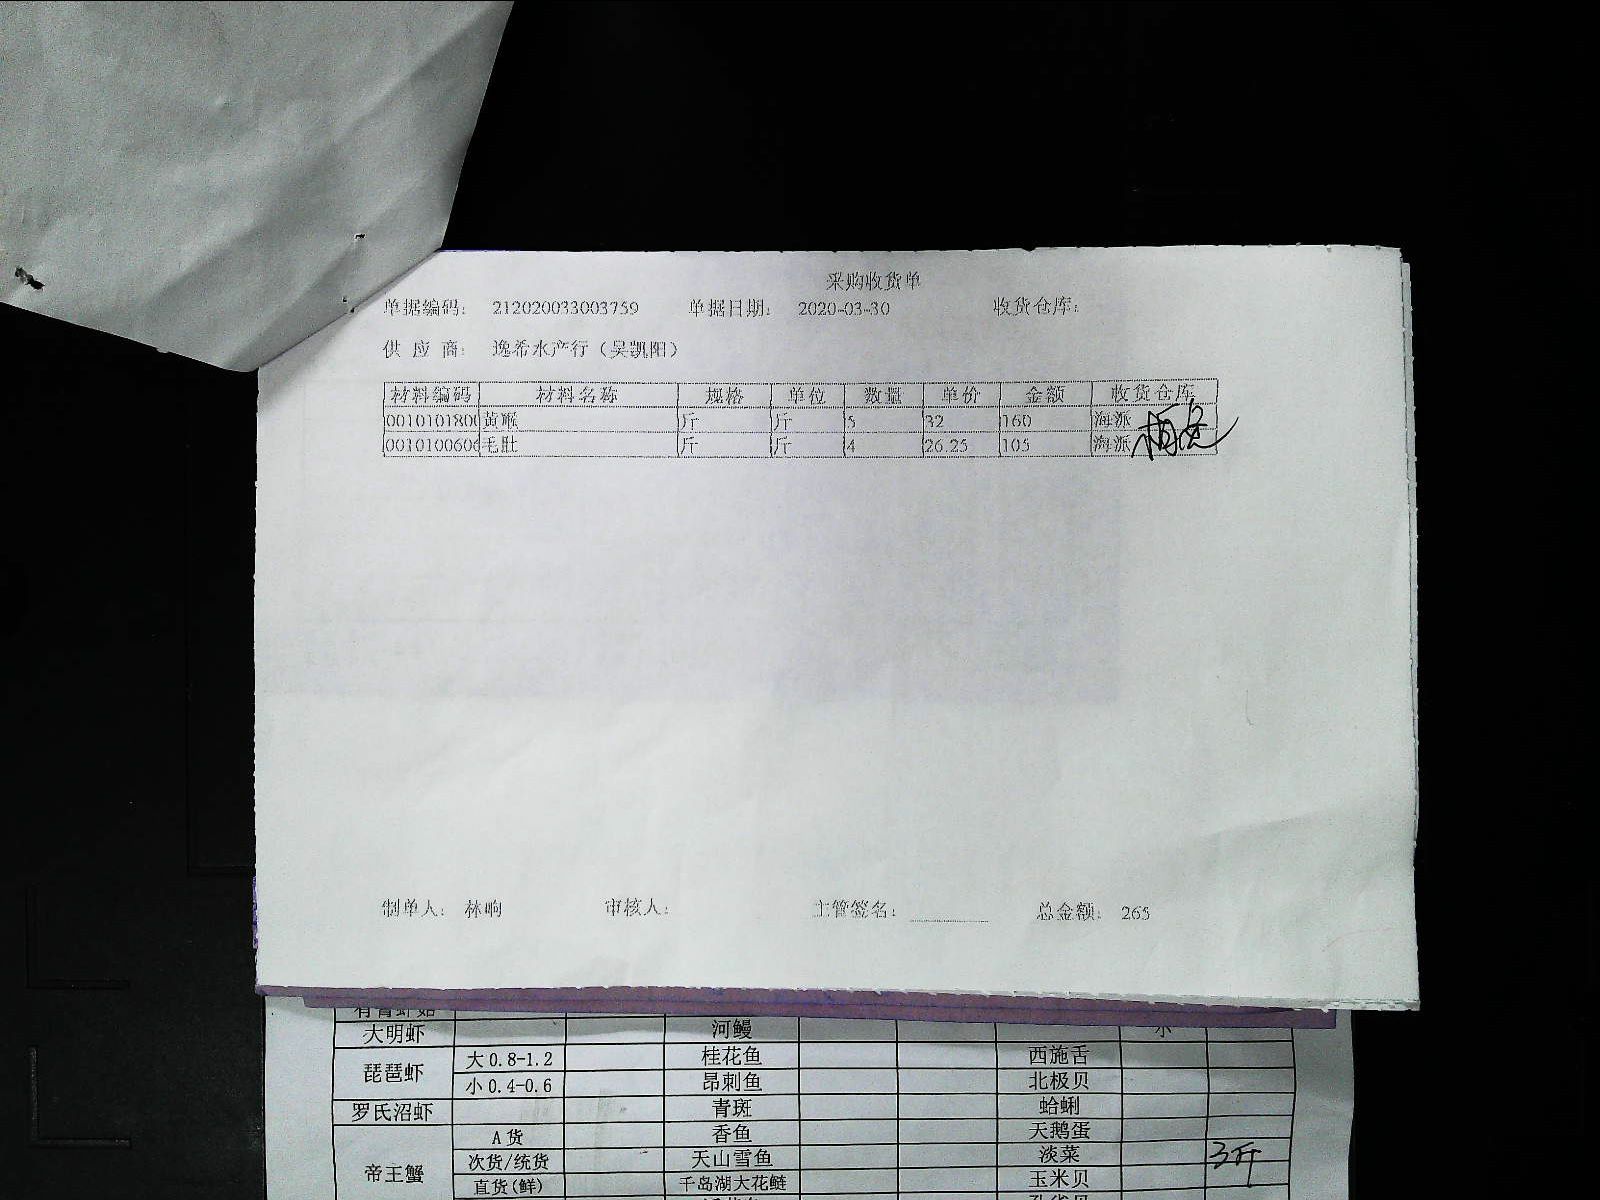 采购收货单
单据编码: 212020033003759 单据日期: 2020-03-30 收货仓库:
供 应 商: 逸希水产行（吴凯阳）
材料编码 材料名称 规格 单位 数量 单价 金额 收货仓库
0010101800 黄喉 斤 斤 5 32 160 海派
0010100606 毛肚 斤 斤 4 26.25 105 海派
制单人: 林响 审核人: 主管签名: 总金额: 265
大明虾 河鳗 小
琵琶虾 大0.8-1.2 桂花鱼 西施舌
小0.4-0.6 昂刺鱼 北极贝
罗氏沼虾 青斑 蛤蜊
帝王蟹 A货 香鱼 天鹅蛋
次货/统货 天山雪鱼 淡菜 3斤
直货(鲜) 千岛湖大花鲢 玉米贝